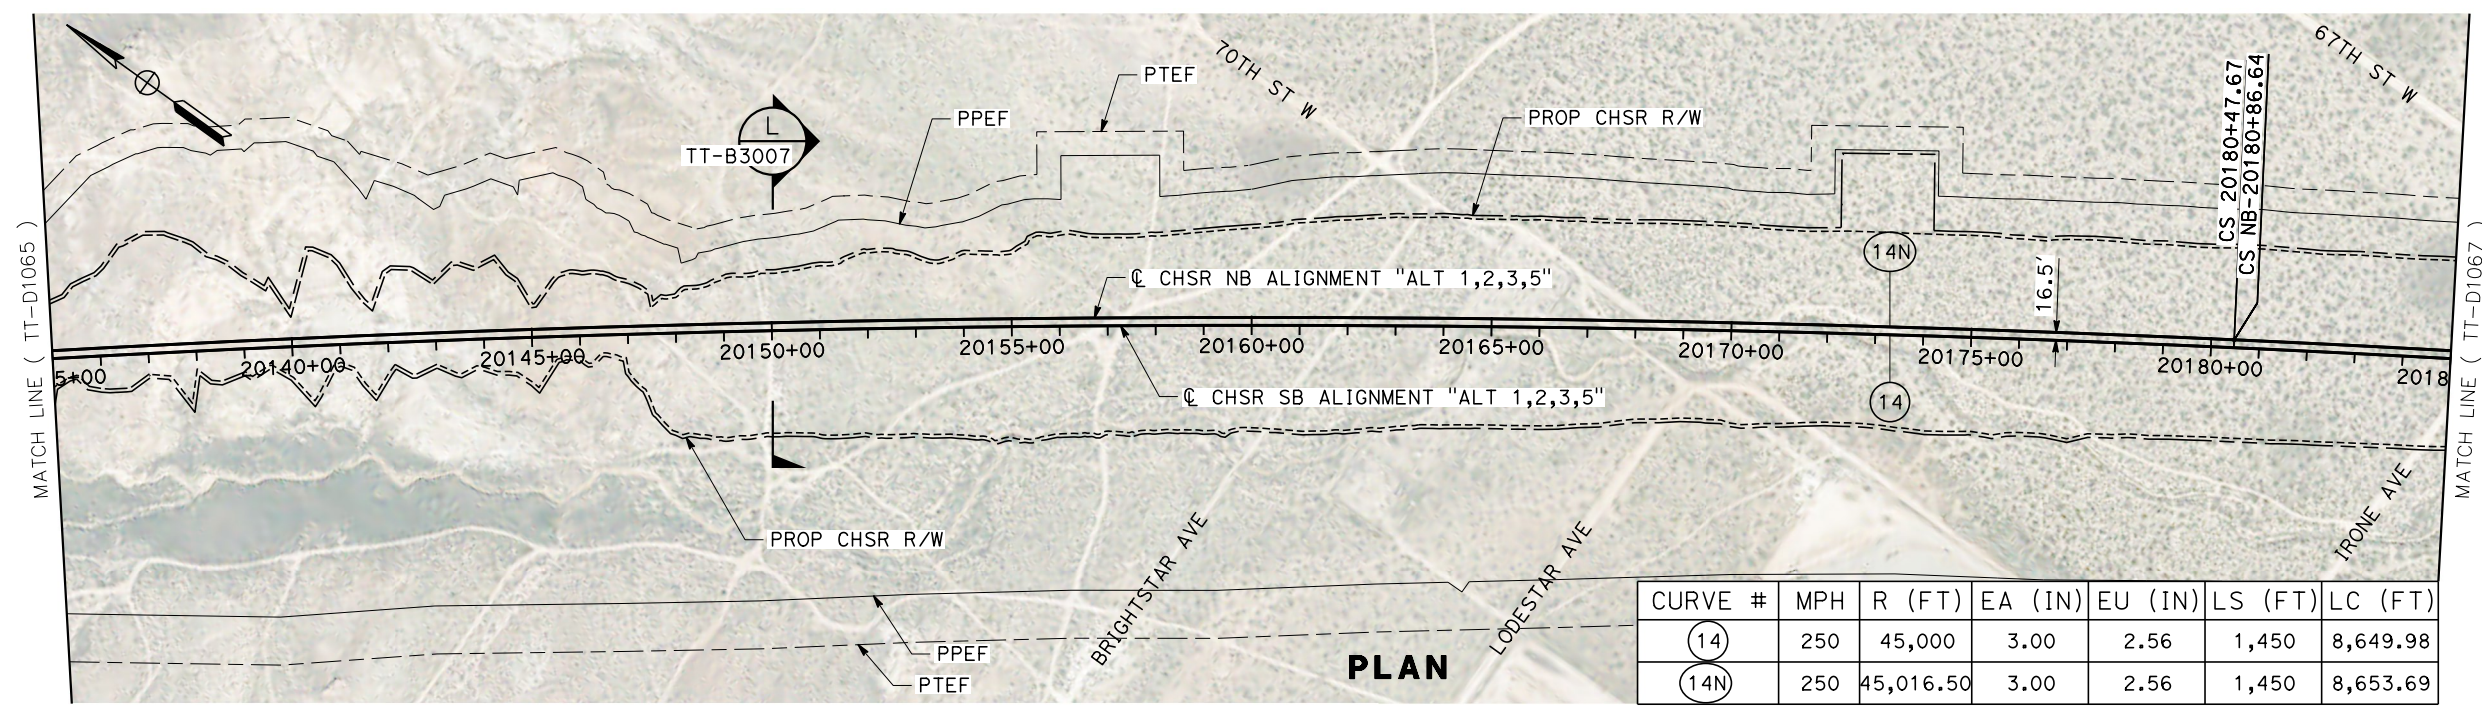 MATCH LINE ( TT-D1065 )
70TH ST W
67TH ST W
PTEF
PPEF
L
TT-B3007
PROP CHSR R/W
CS 20180+47.67
CS NB-20180+86.64
14N
16.5'
℄ CHSR NB ALIGNMENT "ALT 1,2,3,5"
5+00
20140+00
20145+00
20150+00
20155+00
20160+00
20165+00
20170+00
20175+00
20180+00
2018
℄ CHSR SB ALIGNMENT "ALT 1,2,3,5"
14
MATCH LINE ( TT-D1067 )
PROP CHSR R/W
BRIGHTSTAR AVE
LODESTAR AVE
IRONE AVE
PPEF
PTEF
PLAN
CURVE # MPH R (FT) EA (IN) EU (IN) LS (FT) LC (FT)
14 250 45,000 3.00 2.56 1,450 8,649.98
14N 250 45,016.50 3.00 2.56 1,450 8,653.69